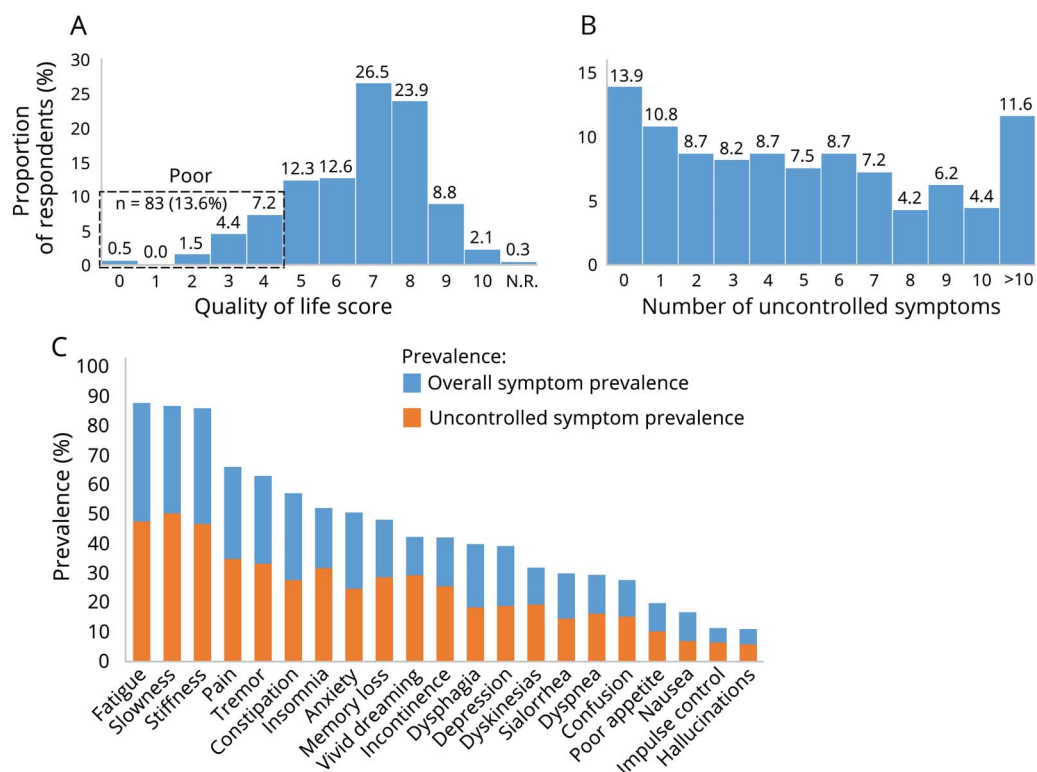 A
Proportion
of respondents (%)
30
25
20
15
10
5
0
Poor
n = 83 (13.6%)
0.5
0.0
1.5
4.4
7.2
12.3
12.6
26.5
23.9
8.8
2.1
0.3
0 1 2 3 4 5 6 7 8 9 10 N.R.
Quality of life score
B
15
10
5
0
13.9
10.8
8.7
8.2
8.7
7.5
8.7
7.2
4.2
6.2
4.4
11.6
0 1 2 3 4 5 6 7 8 9 10 >10
Number of uncontrolled symptoms
C
Prevalence (%)
100
90
80
70
60
50
40
30
20
10
0
Prevalence:
Overall symptom prevalence
Uncontrolled symptom prevalence
Fatigue
Slowness
Stiffness
Pain
Tremor
Constipation
Insomnia
Anxiety
Memory loss
Vivid dreaming
Incontinence
Dysphagia
Depression
Dyskinesias
Sialorrhea
Dyspnea
Confusion
Poor appetite
Nausea
Impulse control
Hallucinations